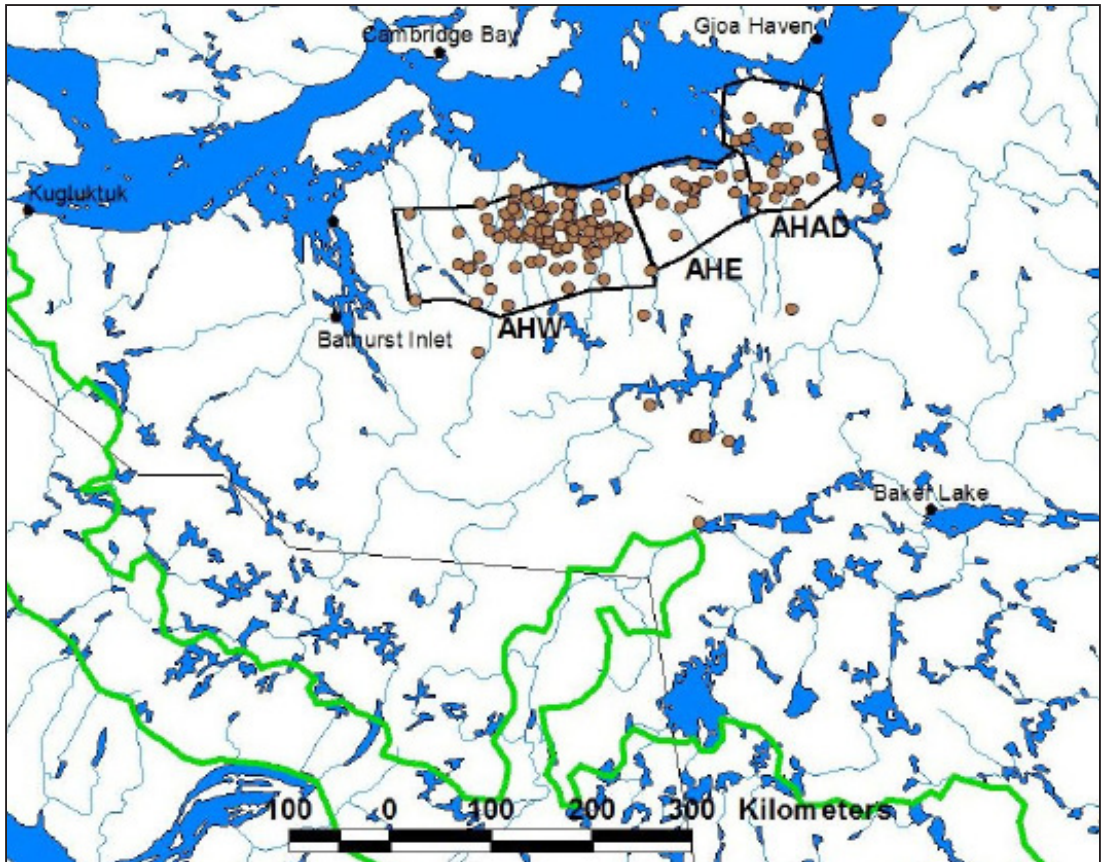 Cambridge Bay
Gjoa Haven
Kugluktuk
AHAD
AHE
AHW
Bathurst Inlet
Baker Lake
100 0 100 200 300 Kilometers